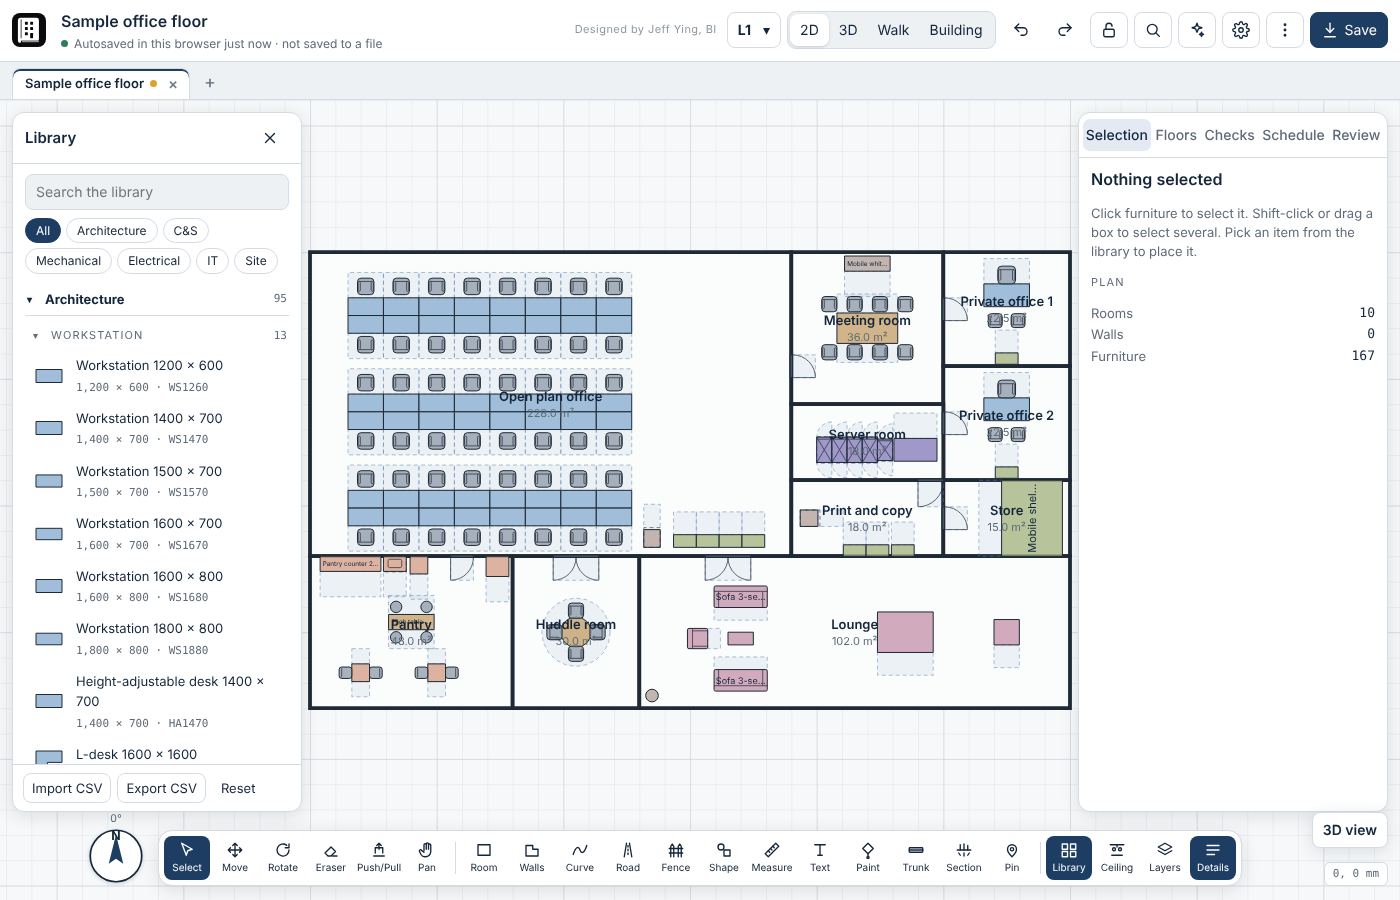 Sample office floor
Autosaved in this browser just now · not saved to a file
Designed by Jeff Ying, BI
L1
2D
3D
Walk
Building
Save
Sample office floor
Library
Search the library
All
Architecture
C&S
Mechanical
Electrical
IT
Site
Architecture
95
WORKSTATION
13
Workstation 1200 × 600
1,200 × 600 · WS1260
Workstation 1400 × 700
1,400 × 700 · WS1470
Workstation 1500 × 700
1,500 × 700 · WS1570
Workstation 1600 × 700
1,600 × 700 · WS1670
Workstation 1600 × 800
1,600 × 800 · WS1680
Workstation 1800 × 800
1,800 × 800 · WS1880
Height-adjustable desk 1400 ×
700
1,400 × 700 · HA1470
L-desk 1600 × 1600
Import CSV
Export CSV
Reset
Open plan office
228.0 m²
Mobile whit...
Meeting room
36.0 m²
Private office 1
Private office 2
Server room
Print and copy
18.0 m²
Store
15.0 m²
Mobile shel...
Pantry counter 2...
Pantry
Huddle room
Sofa 3-se...
Lounge
102.0 m²
Sofa 3-se...
Selection
Floors
Checks
Schedule
Review
Nothing selected
Click furniture to select it. Shift-click or drag a
box to select several. Pick an item from the
library to place it.
PLAN
Rooms
10
Walls
0
Furniture
167
0°
N
Select
Move
Rotate
Eraser
Push/Pull
Pan
Room
Walls
Curve
Road
Fence
Shape
Measure
Text
Paint
Trunk
Section
Pin
Library
Ceiling
Layers
Details
3D view
0, 0 mm